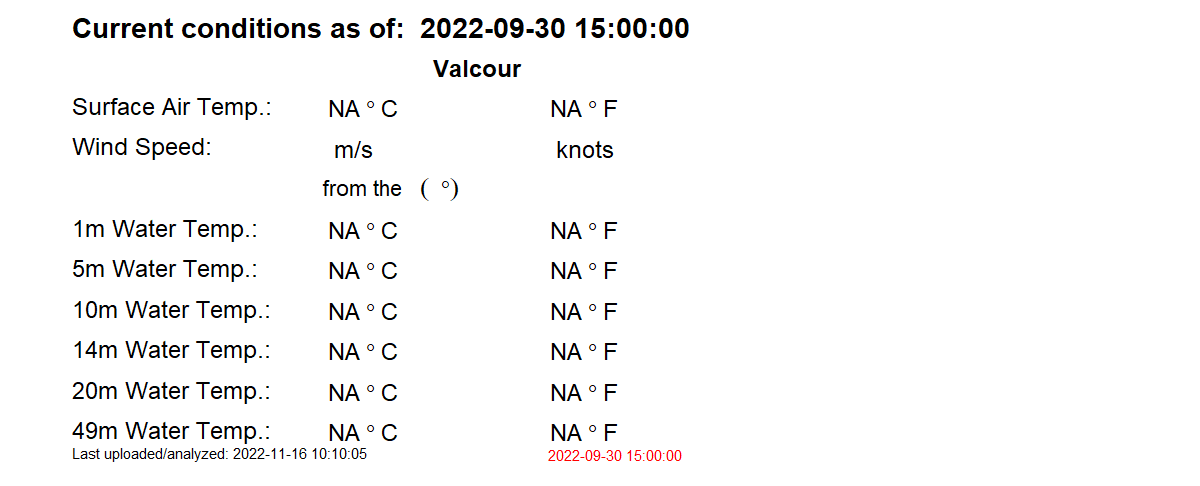 Current conditions as of: 2022-09-30 15:00:00
Valcour
Surface Air Temp.: NA ° C NA ° F
Wind Speed: m/s knots
from the ( °)
1m Water Temp.: NA ° C NA ° F
5m Water Temp.: NA ° C NA ° F
10m Water Temp.: NA ° C NA ° F
14m Water Temp.: NA ° C NA ° F
20m Water Temp.: NA ° C NA ° F
49m Water Temp.: NA ° C NA ° F
Last uploaded/analyzed: 2022-11-16 10:10:05 2022-09-30 15:00:00